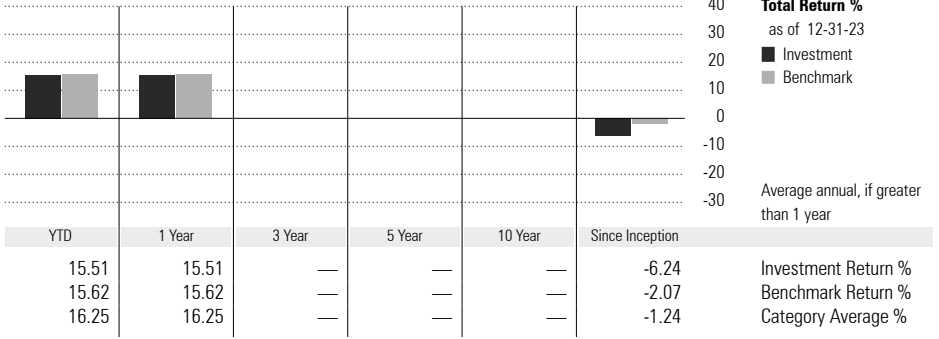 40
Total Return %
30
as of 12-31-23
20
Investment
10
Benchmark
0
-10
-20
-30
Average annual, if greater
than 1 year
YTD 1 Year 3 Year 5 Year 10 Year Since Inception
15.51 15.51 — — — -6.24 Investment Return %
15.62 15.62 — — — -2.07 Benchmark Return %
16.25 16.25 — — — -1.24 Category Average %